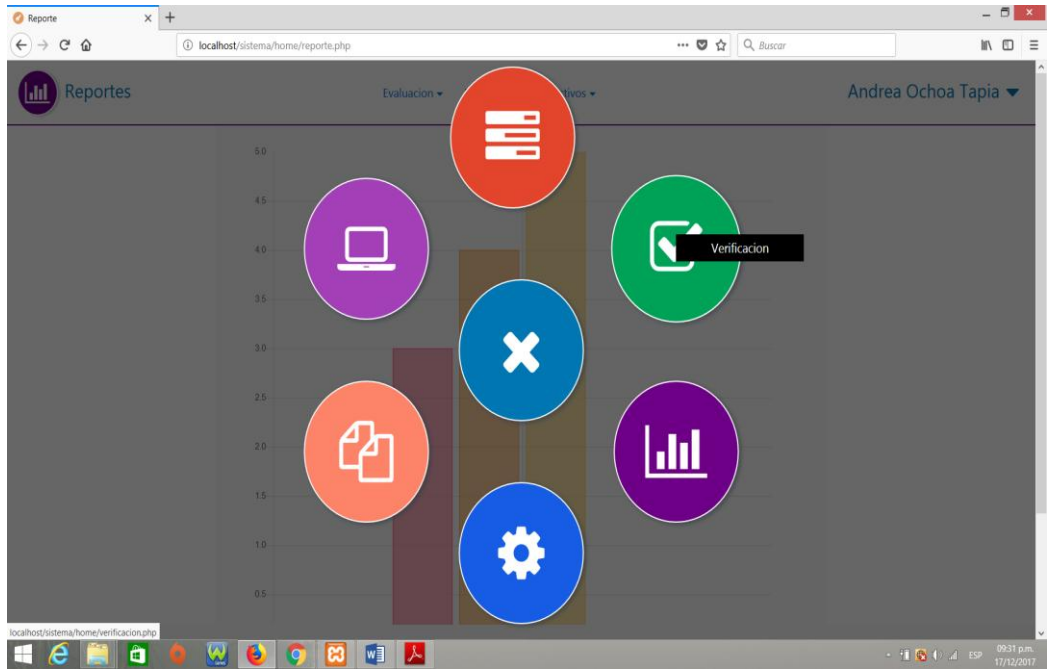 Reporte
localhost/sistema/home/reporte.php
Buscar
Reportes
Evaluacion
tivos
Andrea Ochoa Tapia
5.0
4.5
4.0
3.5
3.0
2.5
2.0
1.5
1.0
0.5
Verificacion
localhost/sistema/home/verificacion.php
ESP
09:31 p.m.
17/12/2017